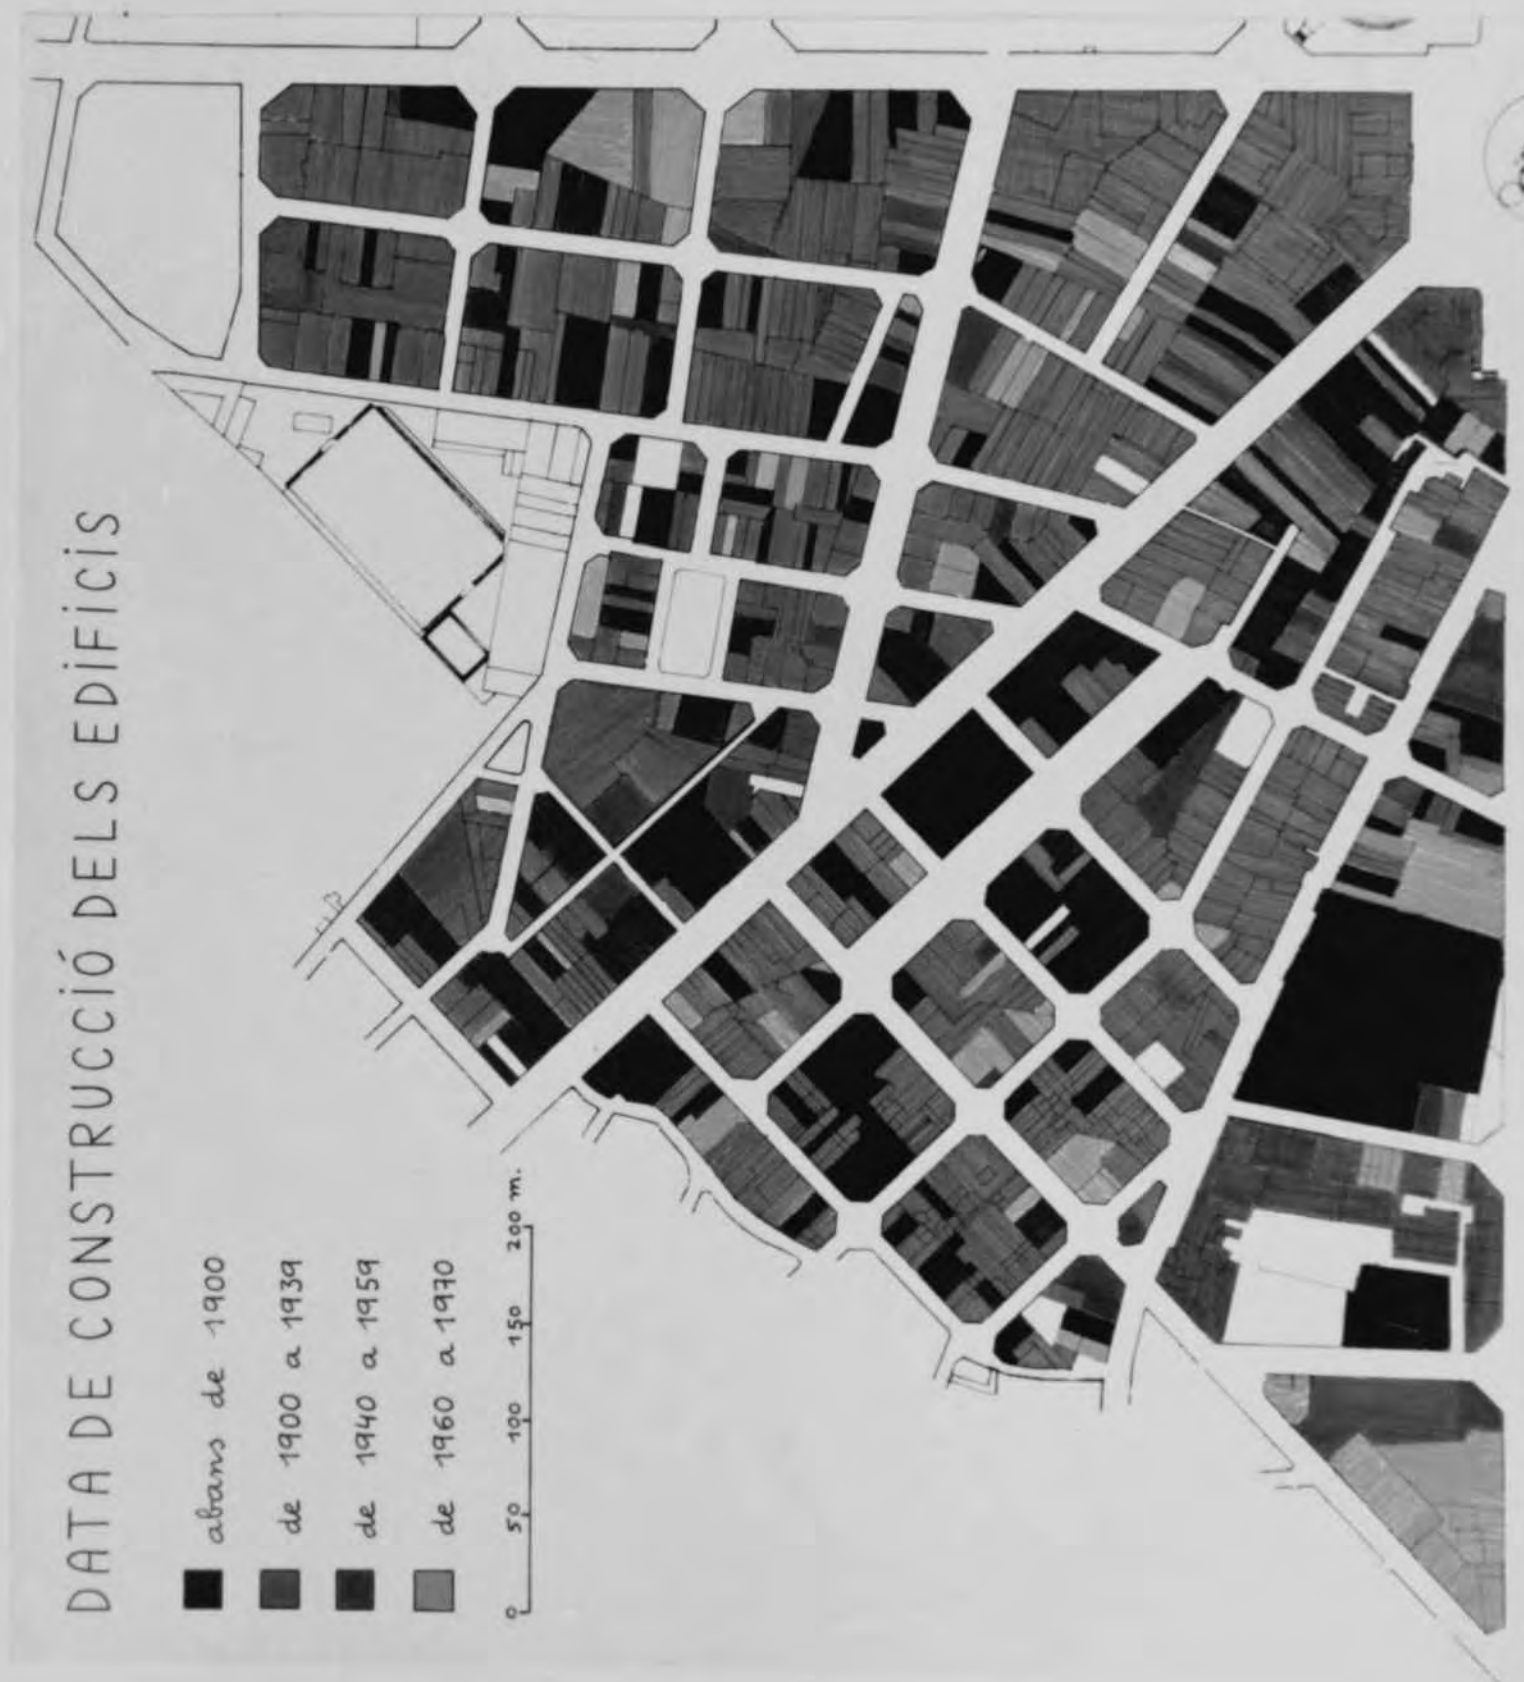 DATA DE CONSTRUCCIÓ DELS EDIFICIS
abans de 1900
de 1900 a 1939
de 1940 a 1959
de 1960 a 1970
0 50 100 150 200 m.